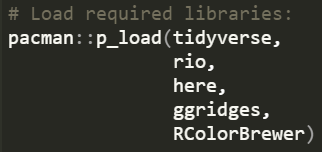 # Load required libraries:
pacman::p_load(tidyverse,
rio,
here,
ggridges,
RColorBrewer)